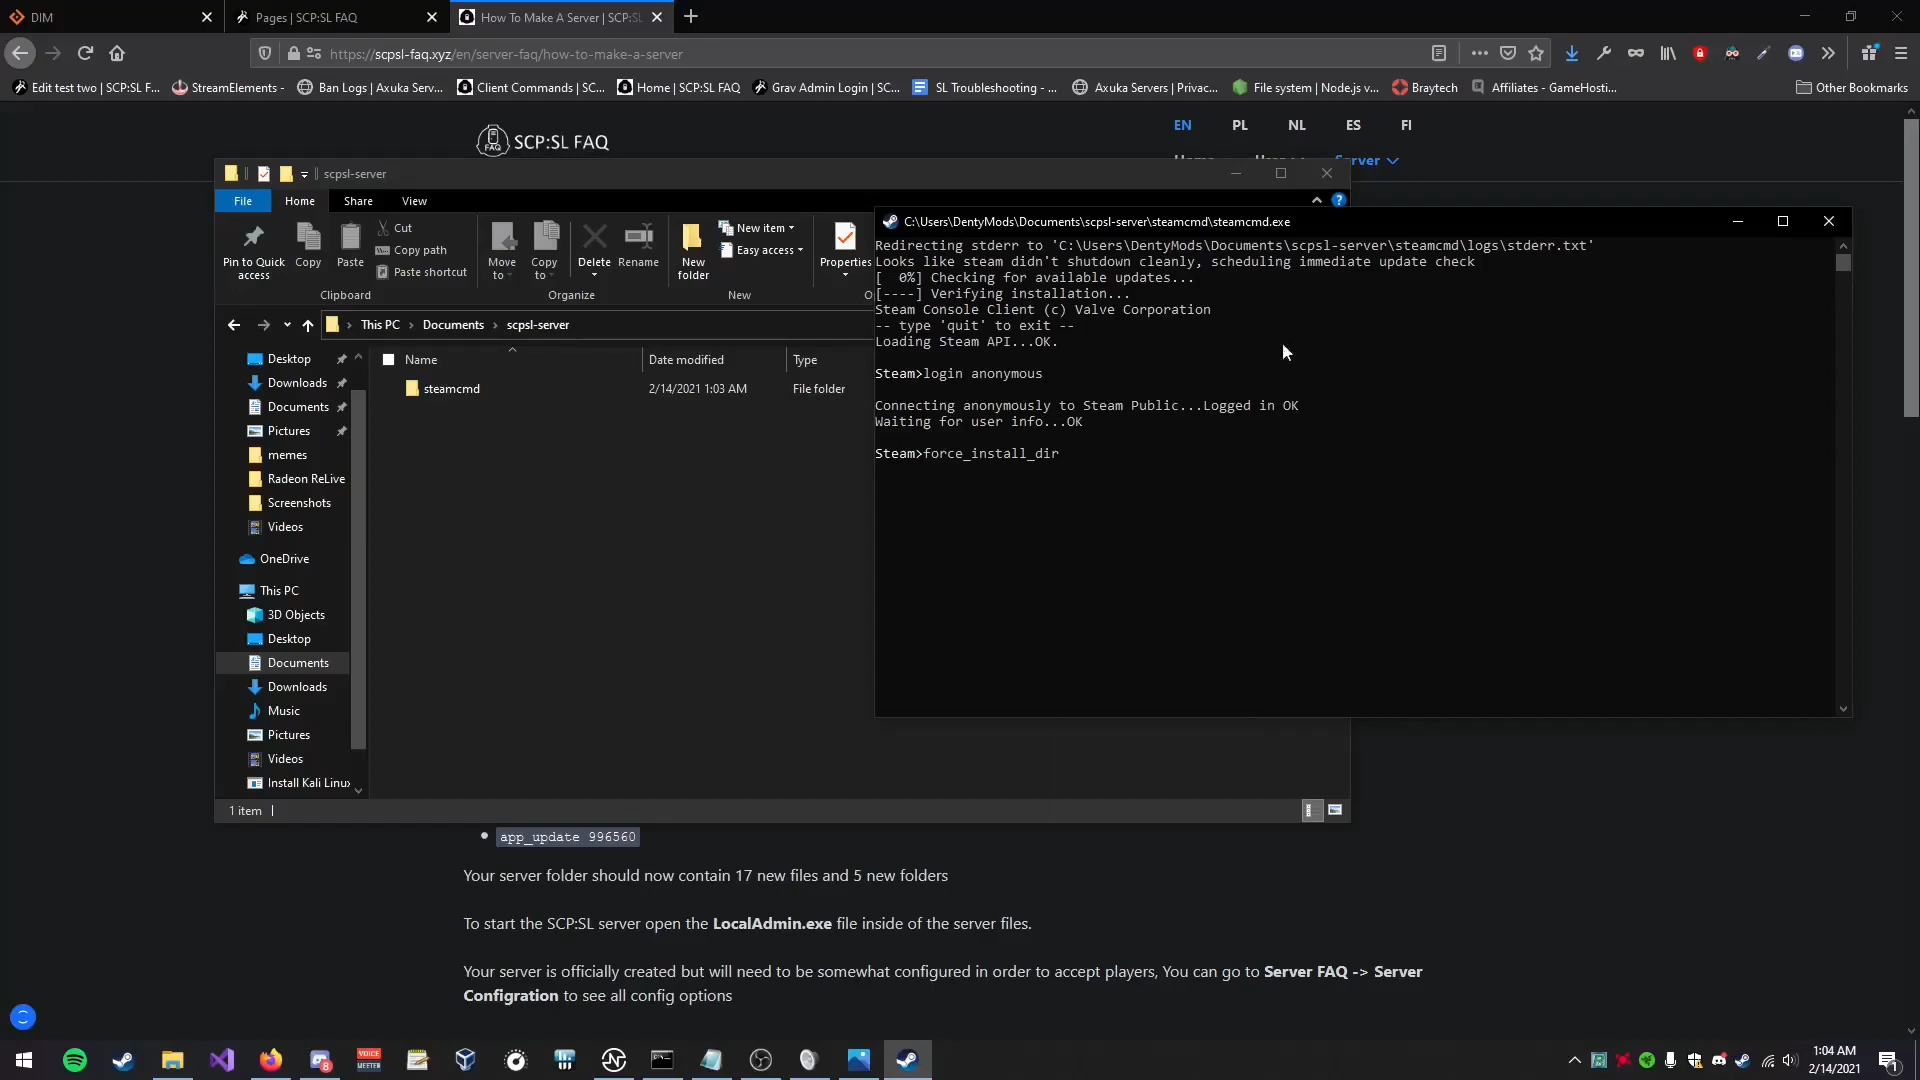 DIM
Pages | SCP:SL FAQ
How To Make A Server | SCP:SL
https://scpsl-faq.xyz/en/server-faq/how-to-make-a-server
Edit test two | SCP:SL F...
StreamElements -
Ban Logs | Axuka Serv...
Client Commands | SC...
Home | SCP:SL FAQ
Grav Admin Login | SC...
SL Troubleshooting - ...
Axuka Servers | Privac...
File system | Node.js v...
Braytech
Affiliates - GameHosti...
Other Bookmarks
FAQ
SCP:SL FAQ
EN
PL
NL
ES
FI
Server
scpsl-server
File
Home
Share
View
Pin to Quick access
Copy
Paste
Cut
Copy path
Paste shortcut
Clipboard
Move to
Copy to
Delete
Rename
Organize
New folder
New item
Easy access
New
Properties
This PC > Documents > scpsl-server
Name
Date modified
Type
steamcmd
2/14/2021 1:03 AM
File folder
Desktop
Downloads
Documents
Pictures
memes
Radeon ReLive
Screenshots
Videos
OneDrive
This PC
3D Objects
Desktop
Documents
Downloads
Music
Pictures
Videos
Install Kali Linux
1 item
C:\Users\DentyMods\Documents\scpsl-server\steamcmd\steamcmd.exe
Redirecting stderr to 'C:\Users\DentyMods\Documents\scpsl-server\steamcmd\logs\stderr.txt'
Looks like steam didn't shutdown cleanly, scheduling immediate update check
[  0%] Checking for available updates...
[----] Verifying installation...
Steam Console Client (c) Valve Corporation
-- type 'quit' to exit --
Loading Steam API...OK.
Steam>login anonymous
Connecting anonymously to Steam Public...Logged in OK
Waiting for user info...OK
Steam>force_install_dir
app_update 996560
Your server folder should now contain 17 new files and 5 new folders
To start the SCP:SL server open the LocalAdmin.exe file inside of the server files.
Your server is officially created but will need to be somewhat configured in order to accept players, You can go to Server FAQ -> Server
Configration to see all config options
VOICE MEETER
8
1:04 AM
2/14/2021
1